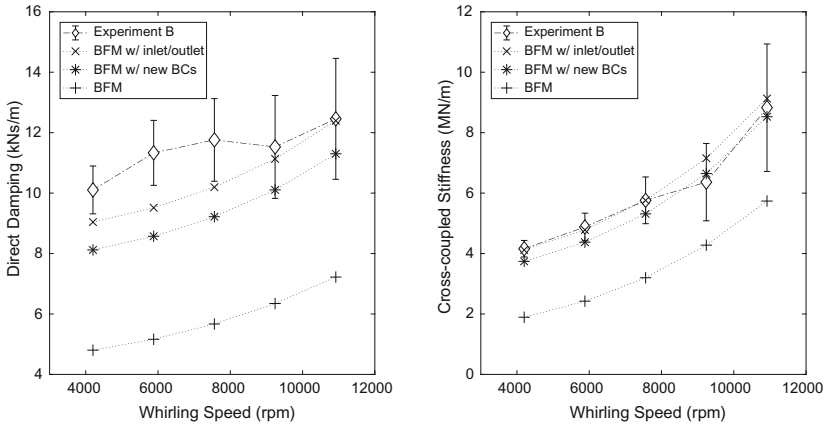 16
14
12
10
8
6
4
4000
6000
8000
10000
12000
Direct Damping (kNs/m)
Whirling Speed (rpm)
Experiment B
BFM w/ inlet/outlet
BFM w/ new BCs
BFM
12
10
8
6
4
2
0
4000
6000
8000
10000
12000
Cross-coupled Stiffness (MN/m)
Whirling Speed (rpm)
Experiment B
BFM w/ inlet/outlet
BFM w/ new BCs
BFM